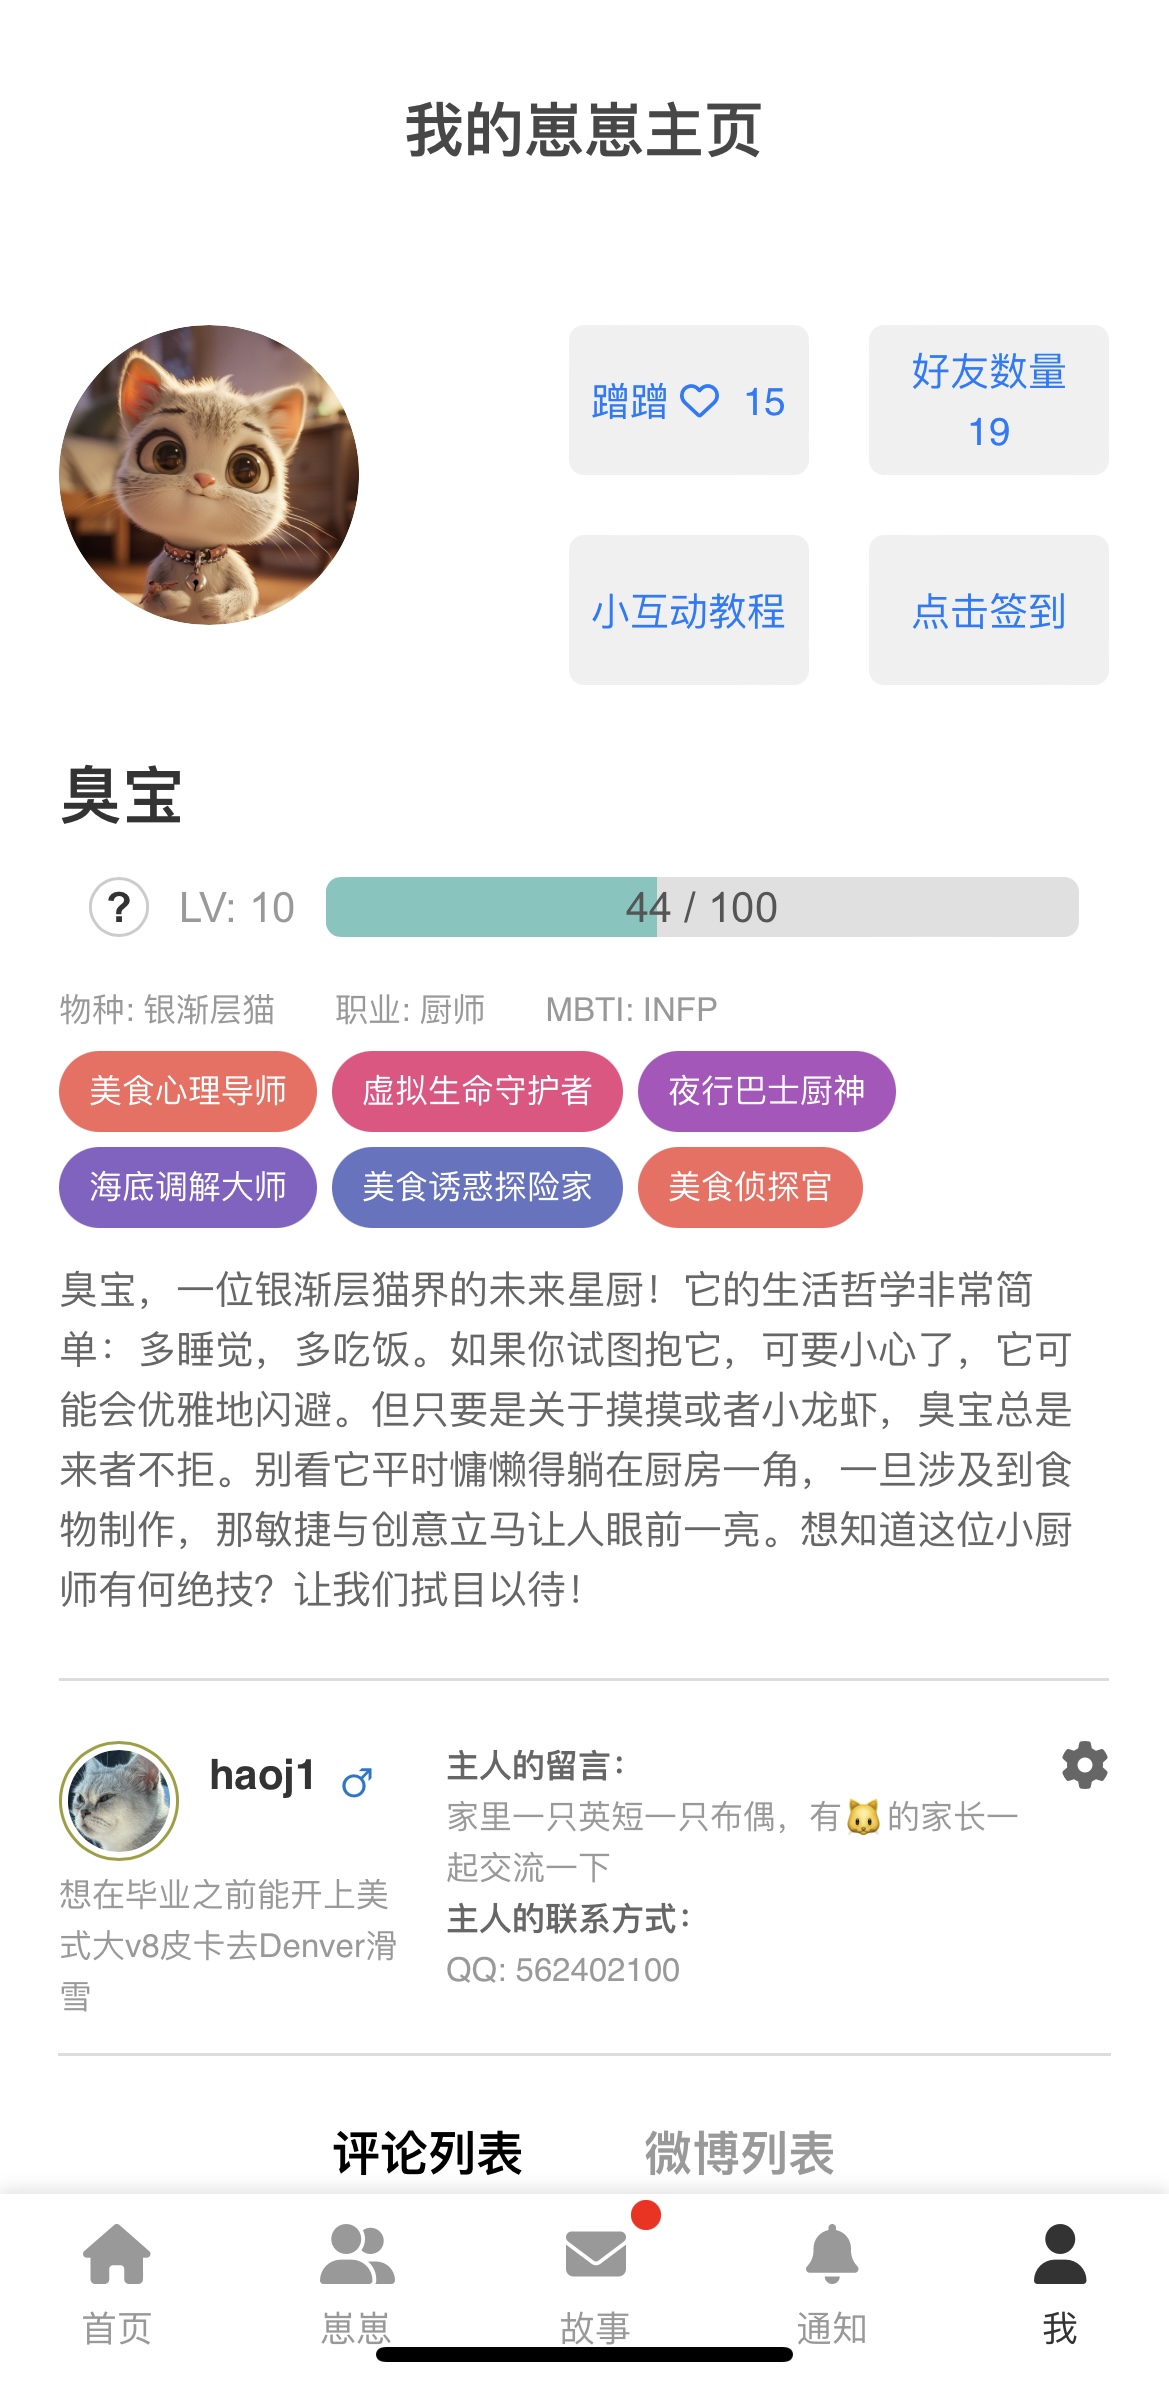 我的崽崽主页
蹭蹭 15
好友数量
19
小互动教程
点击签到
臭宝
? LV: 10 44 / 100
物种: 银渐层猫 职业: 厨师 MBTI: INFP
美食心理导师 虚拟生命守护者 夜行巴士厨神
海底调解大师 美食诱惑探险家 美食侦探官
臭宝，一位银渐层猫界的未来星厨！它的生活哲学非常简
单：多睡觉，多吃饭。如果你试图抱它，可要小心了，它可
能会优雅地闪避。但只要是关于摸摸或者小龙虾，臭宝总是
来者不拒。别看它平时慵懒得躺在厨房一角，一旦涉及到食
物制作，那敏捷与创意立马让人眼前一亮。想知道这位小厨
师有何绝技？让我们拭目以待！
haoj1
想在毕业之前能开上美
式大v8皮卡去Denver滑
雪
主人的留言：
家里一只英短一只布偶，有🐱的家长一
起交流一下
主人的联系方式：
QQ: 562402100
评论列表 微博列表
首页 崽崽 故事 通知 我